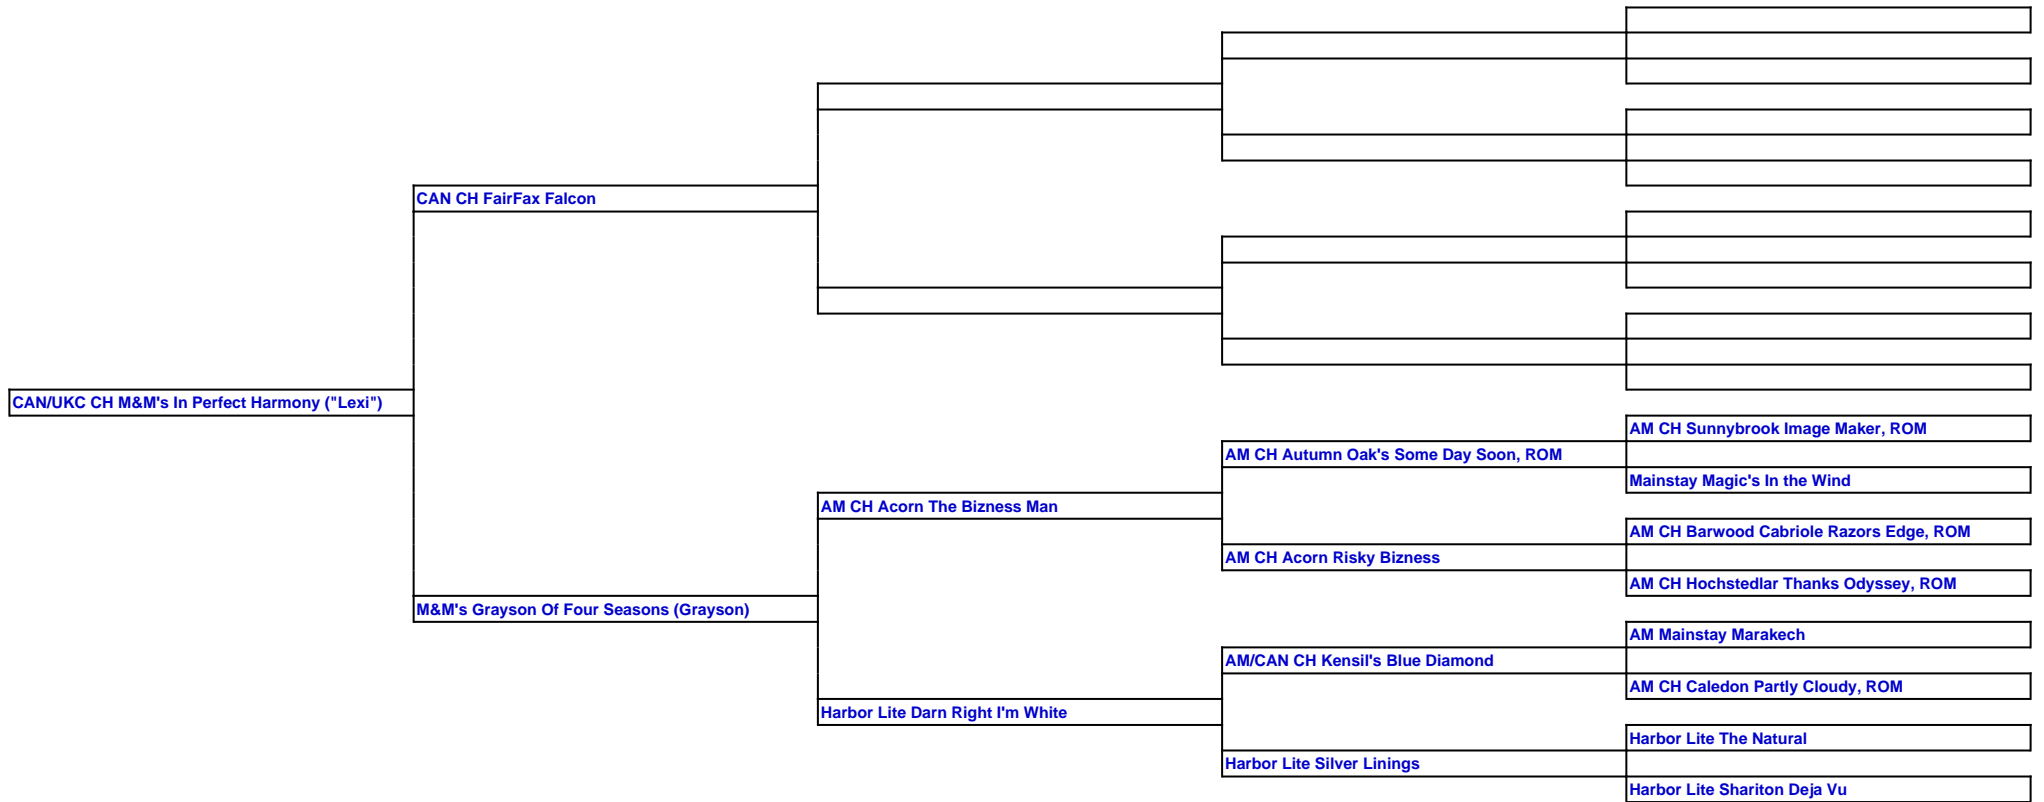 CAN CH FairFax Falcon
CAN/UKC CH M&M's In Perfect Harmony ("Lexi")
AM CH Sunnybrook Image Maker, ROM
AM CH Autumn Oak's Some Day Soon, ROM
Mainstay Magic's In the Wind
AM CH Acorn The Bizness Man
AM CH Barwood Cabriole Razors Edge, ROM
AM CH Acorn Risky Bizness
AM CH Hochstedlar Thanks Odyssey, ROM
M&M's Grayson Of Four Seasons (Grayson)
AM Mainstay Marakech
AM/CAN CH Kensil's Blue Diamond
AM CH Caledon Partly Cloudy, ROM
Harbor Lite Darn Right I'm White
Harbor Lite The Natural
Harbor Lite Silver Linings
Harbor Lite Shariton Deja Vu